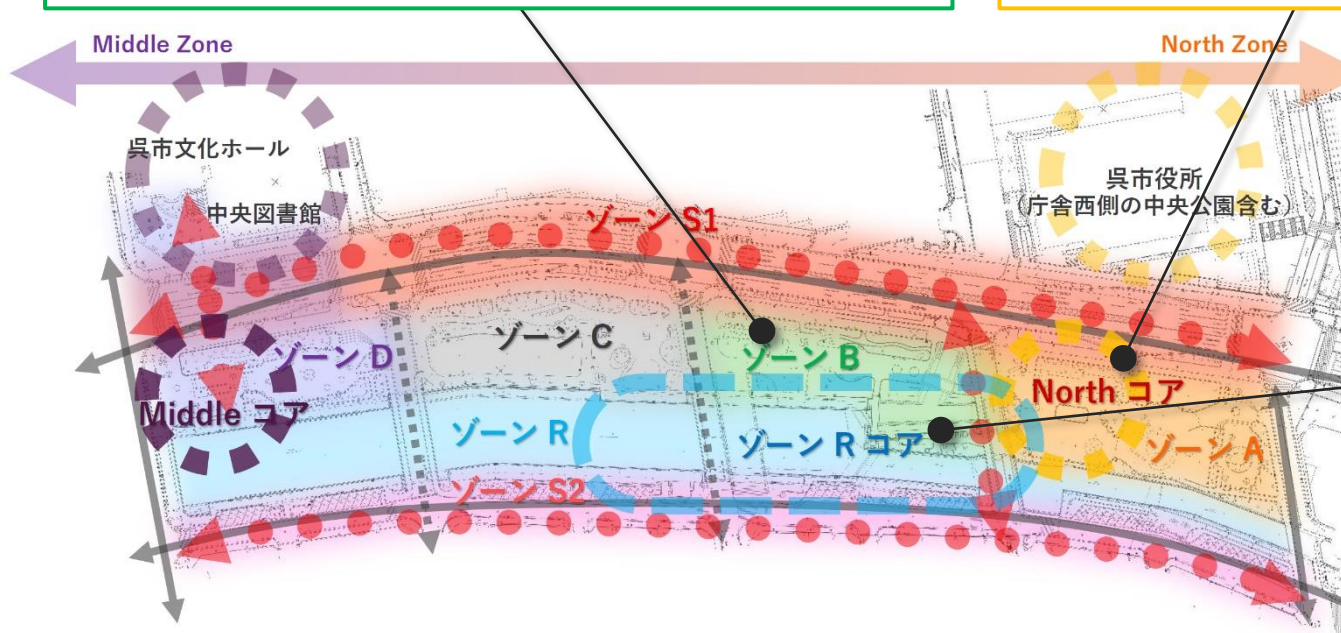 Middle Zone
North Zone
呉市文化ホール
中央図書館
呉市役所
（庁舎西側の中央公園含む）
ゾーン S1
ゾーン D
ゾーン C
ゾーン B
Middle コア
North コア
ゾーン R
ゾーン R コア
ゾーン A
ゾーン S2